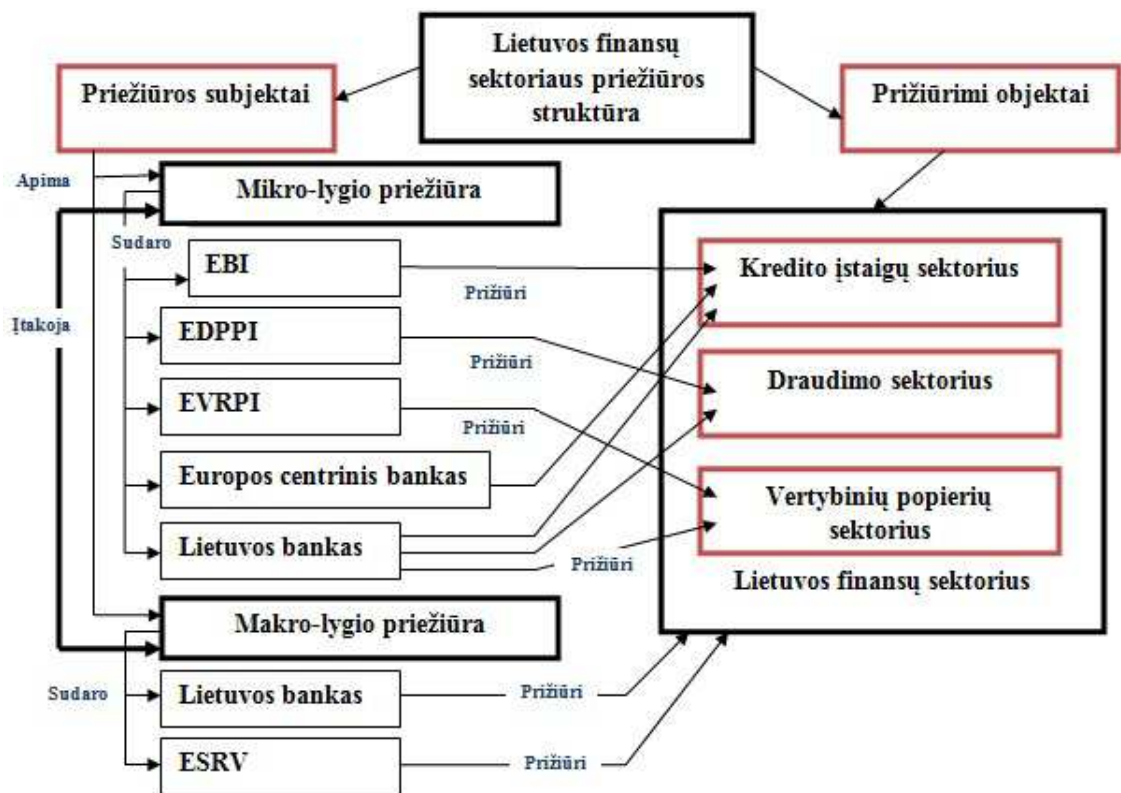 Lietuvos finansų
sektoriaus priežiūros
struktūra
Priežiūros subjektai
Prižiūrimi objektai
Apima
Mikro-lygio priežiūra
Sudaro
EBI
Prižiūri
Kredito įstaigų sektorius
Įtakoja
EDPPI
Prižiūri
Draudimo sektorius
EVRPI
Prižiūri
Europos centrinis bankas
Vertybinių popierių
sektorius
Lietuvos bankas
Prižiūri
Lietuvos finansų sektorius
Makro-lygio priežiūra
Sudaro
Lietuvos bankas
Prižiūri
ESRV
Prižiūri